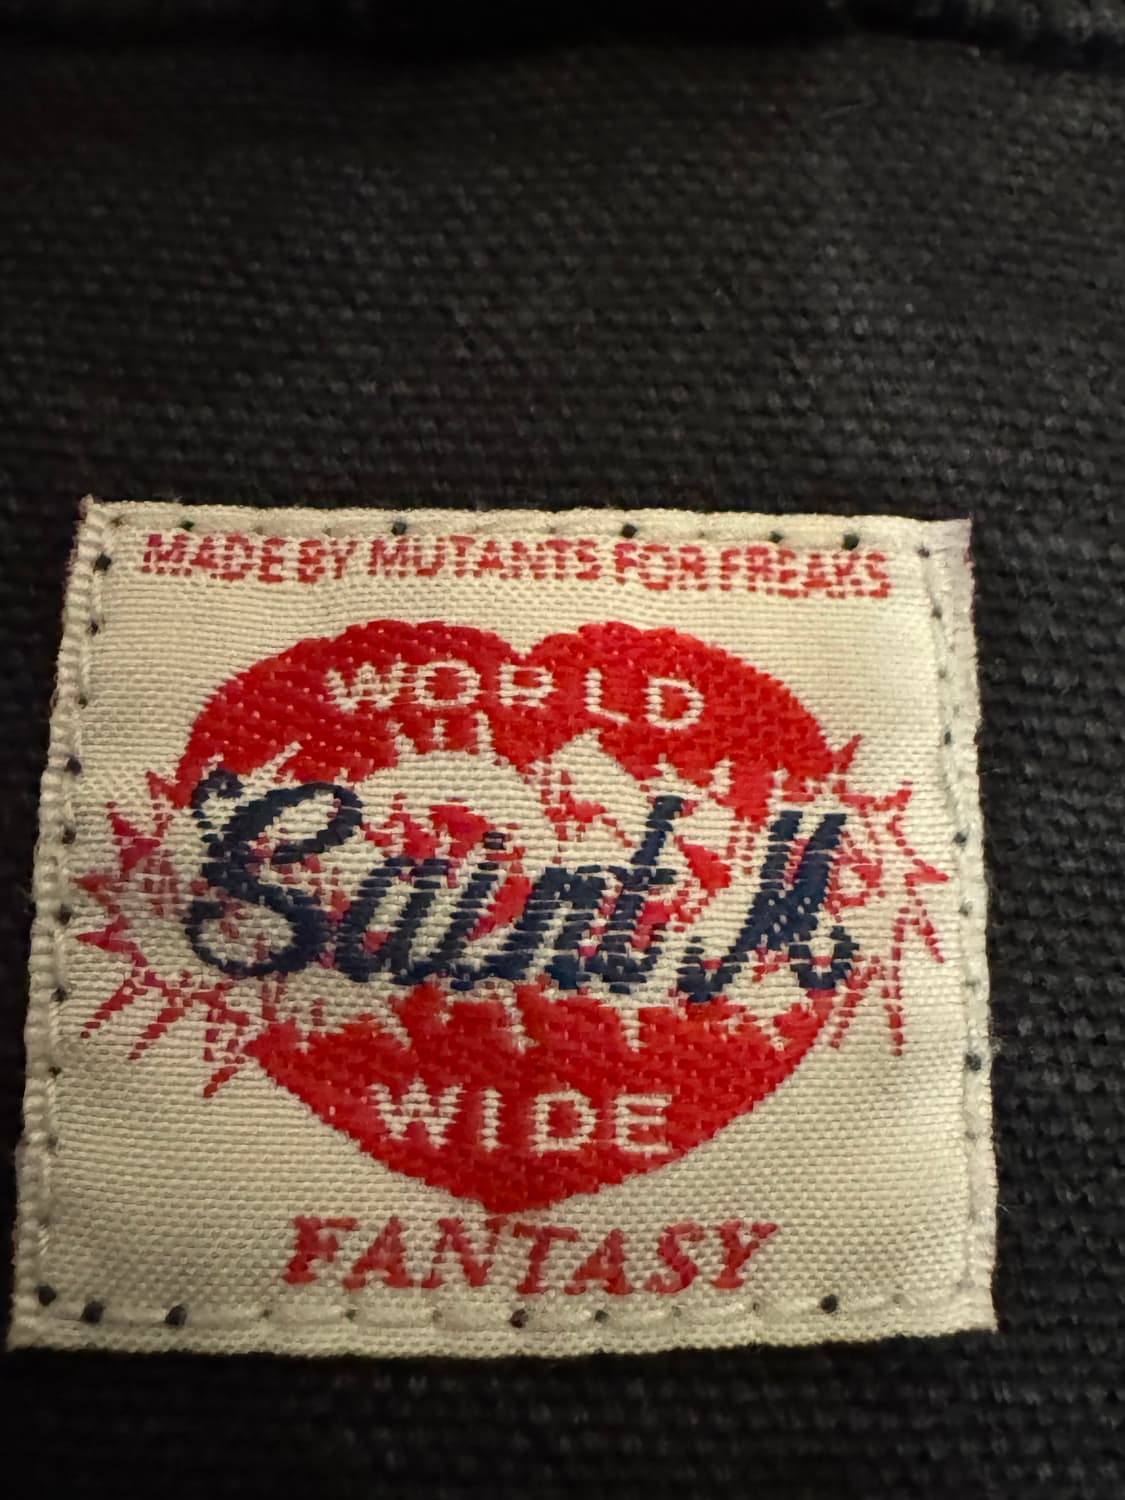 MADE BY MUTANTS FOR FREAKS
WORLD
Saint M
WIDE
FANTASY